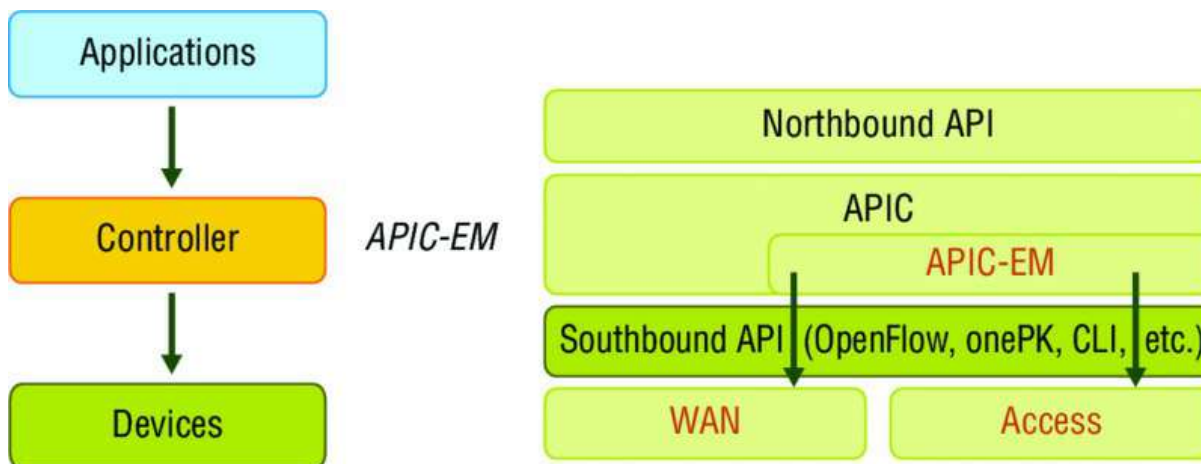 Applications
Controller
Devices
APIC-EM
Northbound API
APIC
APIC-EM
Southbound API (OpenFlow, onePK, CLI, etc.)
WAN
Access